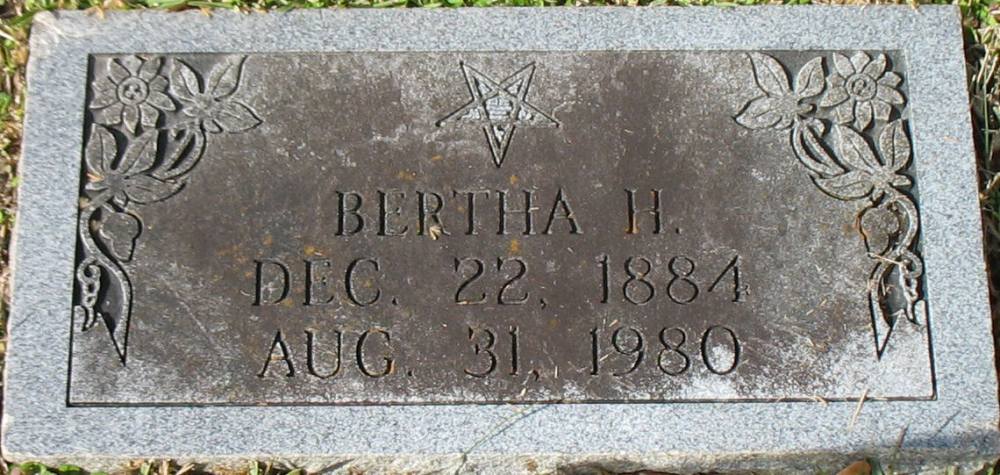 BERTHA H.
DEC. 22, 1884
AUG. 31, 1980